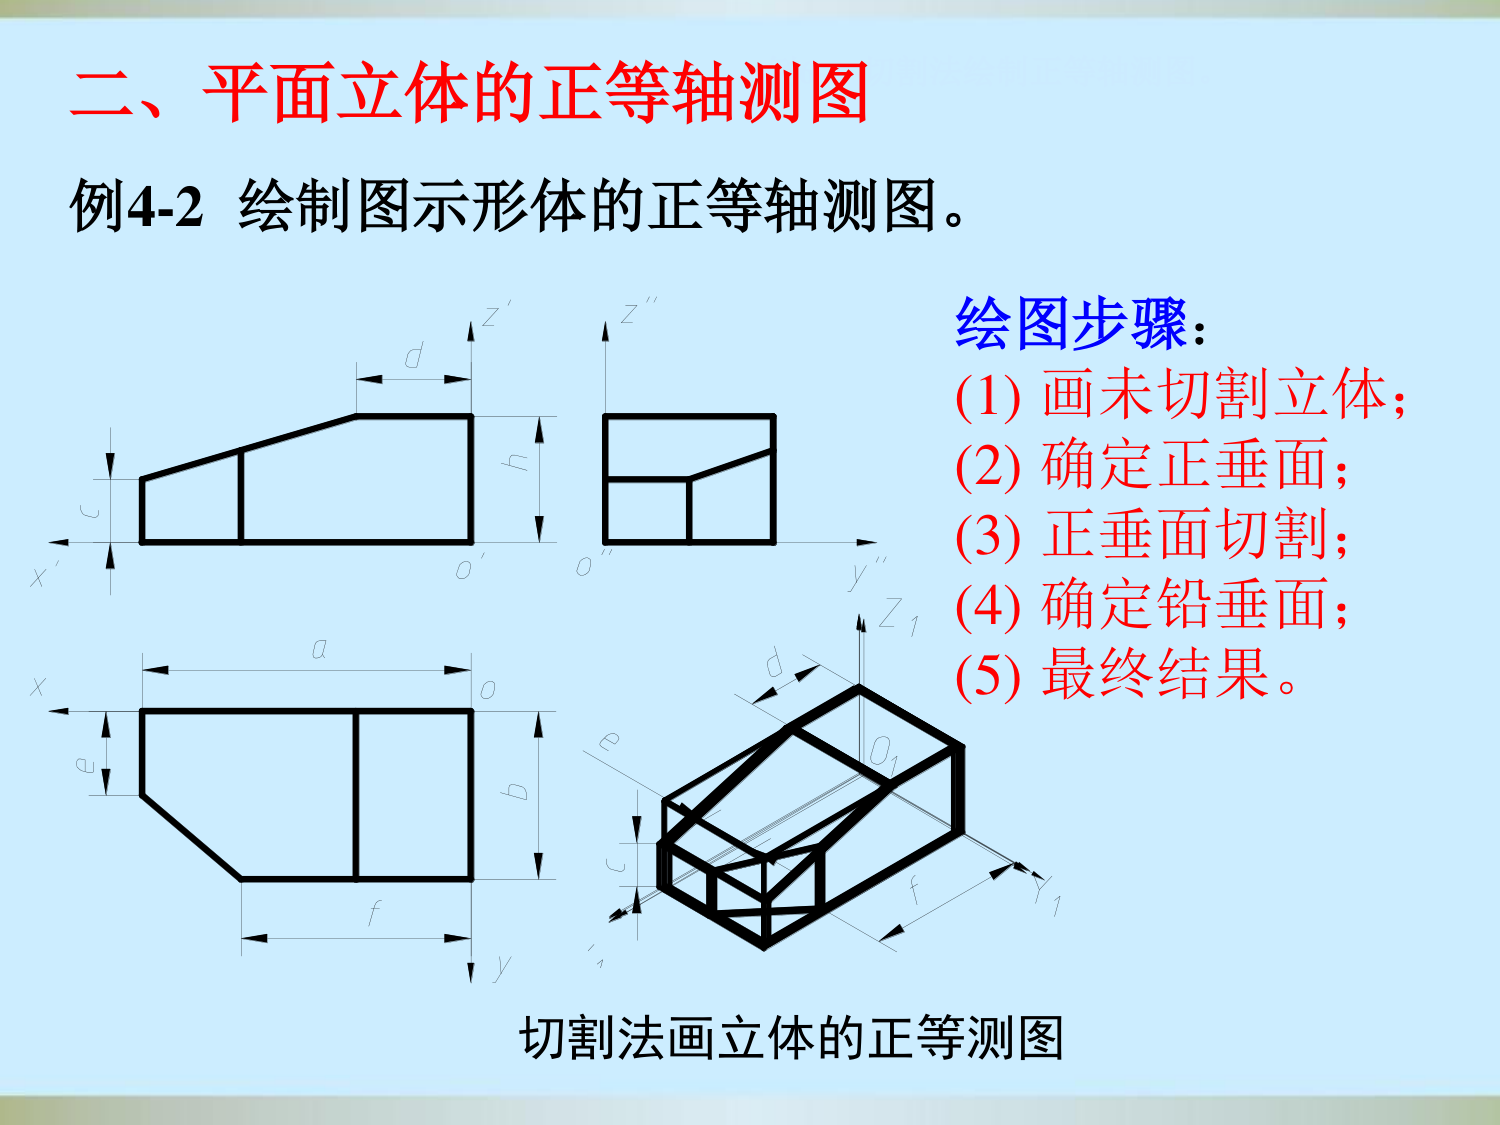 二、平面立体的正等轴测图
例4-2 绘制图示形体的正等轴测图。
绘图步骤：
(1) 画未切割立体；
(2) 确定正垂面；
(3) 正垂面切割；
(4) 确定铅垂面；
(5) 最终结果。
z' z''
d
h
c
x' o' o'' y''
Z1
a
d
x o
e
e
O1
b
c
f
f
Y1
y
切割法画立体的正等测图